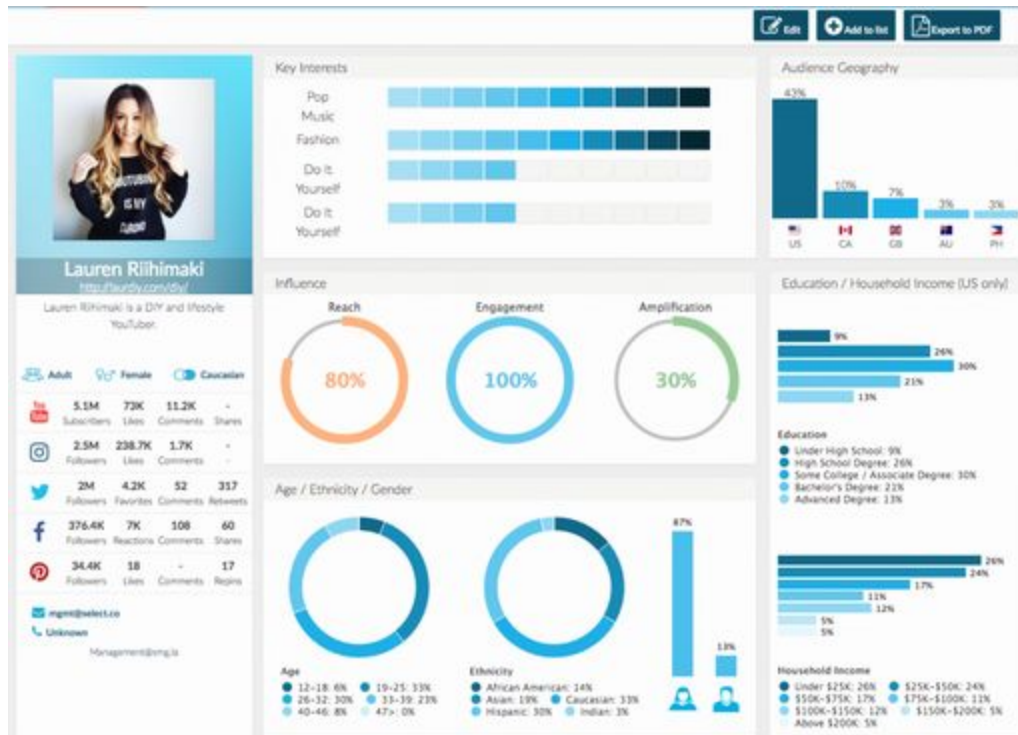 Edit
Add to list
Export to PDF
Lauren Riihimaki
http://laurdiy.com/diy/
Lauren Riihimaki is a DIY and lifestyle
YouTuber.
Adult Female Caucasian
You Tube
5.1M 73K 11.2K -
Subscribers Likes Comments Shares
2.5M 238.7K 1.7K -
Followers Likes Comments -
2M 4.2K 52 317
Followers Favorites Comments Retweets
376.4K 7K 108 60
Followers Reactions Comments Shares
34.4K 18 - 17
Followers Likes Comments Repins
mgmt@select.co
Unknown
Key Interests
Pop
Music
Fashion
Do It
Yourself
Do It
Yourself
Influence
Reach Engagement Amplification
80% 100% 30%
Age / Ethnicity / Gender
87%
13%
Age
12-18: 6% 19-25: 33%
26-32: 30% 33-39: 23%
40-46: 8% 47>: 0%
Ethnicity
African American: 14%
Asian: 19% Caucasian: 33%
Hispanic: 30% Indian: 3%
Audience Geography
43%
10%
7%
3%
3%
US CA GB AU PH
Education / Household Income (US only)
9%
26%
30%
21%
13%
Education
Under High School: 9%
High School Degree: 26%
Some College / Associate Degree: 30%
Bachelor's Degree: 21%
Advanced Degree: 13%
26%
24%
17%
11%
12%
5%
5%
Household Income
Under $25K: 26% $25K-$50K: 24%
$50K-$75K: 17% $75K-$100K: 11%
$100K-$150K: 12% $150K-$200K: 5%
Above $200K: 5%